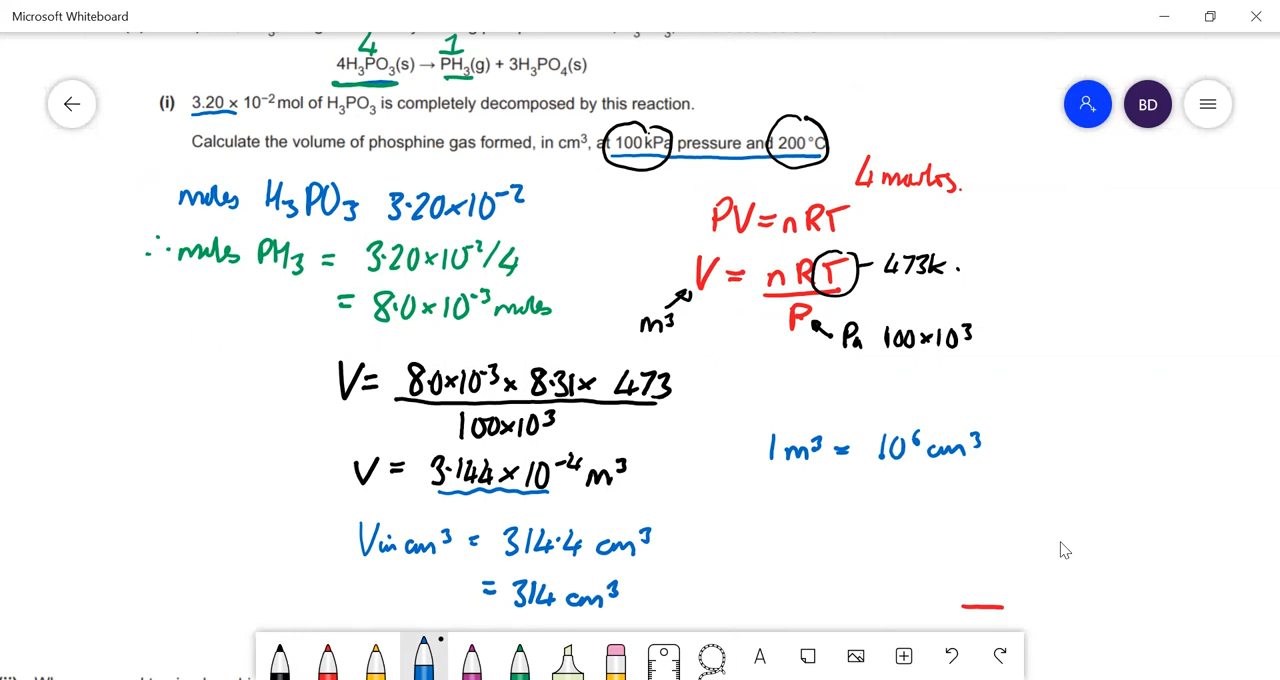 Microsoft Whiteboard
4 1
4H₃PO₃(s) → PH₃(g) + 3H₃PO₄(s)
BD
(i) 3.20 × 10⁻² mol of H₃PO₃ is completely decomposed by this reaction.
Calculate the volume of phosphine gas formed, in cm³, at 100 kPa pressure and 200 °C
4 marks.
moles H₃PO₃ 3.20×10⁻²
PV = nRT
∴ moles PH₃ = 3.20×10⁻²/4
V = nRT - 473k.
P
= 8.0×10⁻³ moles
m³
Pa 100×10³
V = 8.0×10⁻³ × 8.31 × 473
100×10³
1 m³ = 10⁶ cm³
V = 3.144 × 10⁻⁴ m³
V in cm³ = 314.4 cm³
= 314 cm³
A